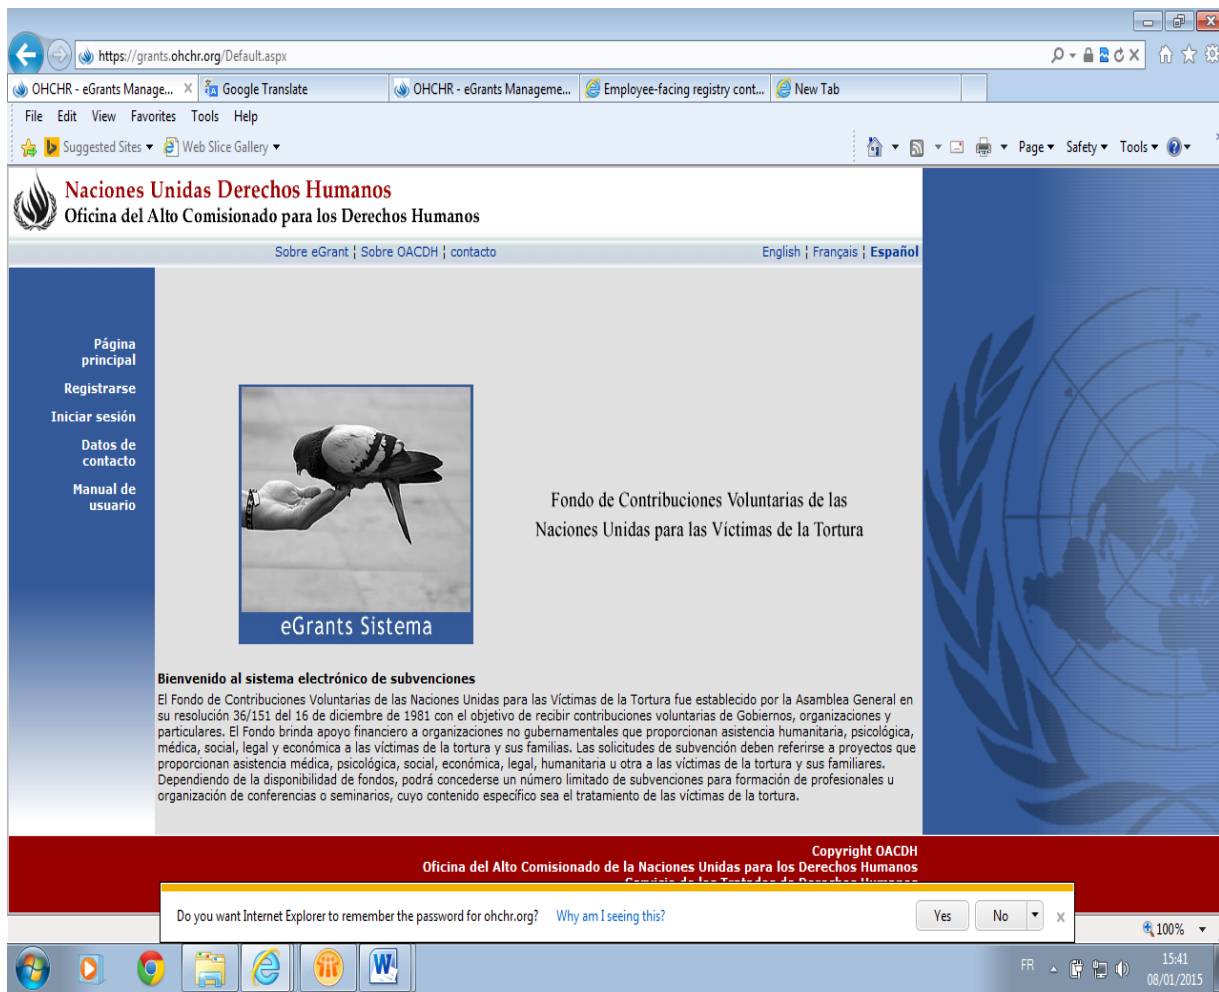 https://grants.ohchr.org/Default.aspx
OHCHR - eGrants Manage...
Google Translate
OHCHR - eGrants Manageme...
Employee-facing registry cont...
New Tab
File Edit View Favorites Tools Help
Suggested Sites
Web Slice Gallery
Page Safety Tools
Naciones Unidas Derechos Humanos
Oficina del Alto Comisionado para los Derechos Humanos
Sobre eGrant ¦ Sobre OACDH ¦ contacto
English ¦ Français ¦ Español
Página
principal
Registrarse
Iniciar sesión
Datos de
contacto
Manual de
usuario
Fondo de Contribuciones Voluntarias de las
Naciones Unidas para las Víctimas de la Tortura
eGrants Sistema
Bienvenido al sistema electrónico de subvenciones
El Fondo de Contribuciones Voluntarias de las Naciones Unidas para las Víctimas de la Tortura fue establecido por la Asamblea General en
su resolución 36/151 del 16 de diciembre de 1981 con el objetivo de recibir contribuciones voluntarias de Gobiernos, organizaciones y
particulares. El Fondo brinda apoyo financiero a organizaciones no gubernamentales que proporcionan asistencia humanitaria, psicológica,
médica, social, legal y económica a las víctimas de la tortura y sus familias. Las solicitudes de subvención deben referirse a proyectos que
proporcionan asistencia médica, psicológica, social, económica, legal, humanitaria u otra a las víctimas de la tortura y sus familiares.
Dependiendo de la disponibilidad de fondos, podrá concederse un número limitado de subvenciones para formación de profesionales u
organización de conferencias o seminarios, cuyo contenido específico sea el tratamiento de las víctimas de la tortura.
Copyright OACDH
Oficina del Alto Comisionado de la Naciones Unidas para los Derechos Humanos
Servicio de los Tratados de Derechos Humanos
Do you want Internet Explorer to remember the password for ohchr.org? Why am I seeing this?
Yes
No
100%
FR
15:41
08/01/2015